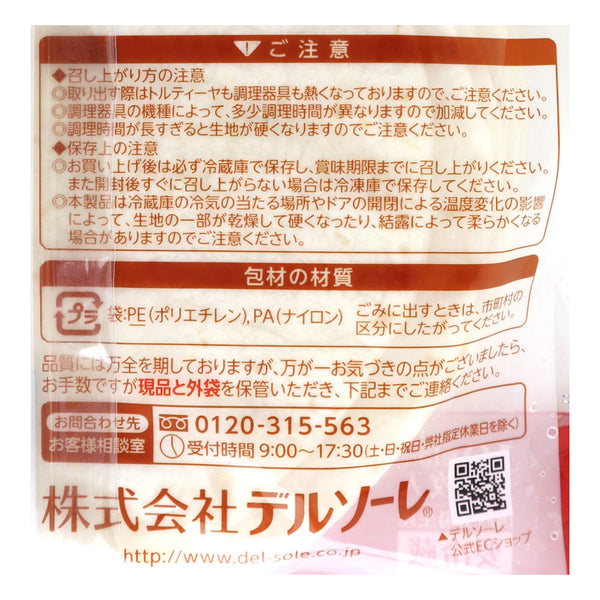 ご注意
◆召し上がり方の注意
◎取り出す際はトルティーヤも調理器具も熱くなっておりますので、ご注意ください。
◎調理器具の機種によって、多少調理時間が異なりますので加減してください。
◎調理時間が長すぎると生地が硬くなりますのでご注意ください。
◆保存上の注意
◎お買い上げ後は必ず冷蔵庫で保存し、賞味期限までに召し上がりください。
また開封後すぐに召し上がらない場合は冷凍庫で保存してください。
◎本製品は冷蔵庫の冷気の当たる場所やドアの開閉による温度変化の影響
によって、生地の一部が乾燥して硬くなったり、結露によって柔らかくなる
場合がありますのでご注意ください。
包材の材質
プラ 袋:PE(ポリエチレン),PA(ナイロン)
ごみに出すときは、市町村の
区分にしたがってください。
品質には万全を期しておりますが、万が一お気づきの点がございましたら、
お手数ですが現品と外袋を保管いただき、下記までご連絡ください。
お問合わせ先
お客様相談室
0120-315-563
受付時間 9:00〜17:30(土・日・祝日・弊社指定休業日を除く)
株式会社デルソーレ®
http://www.del-sole.co.jp
▲デルソーレ
公式ECショップ